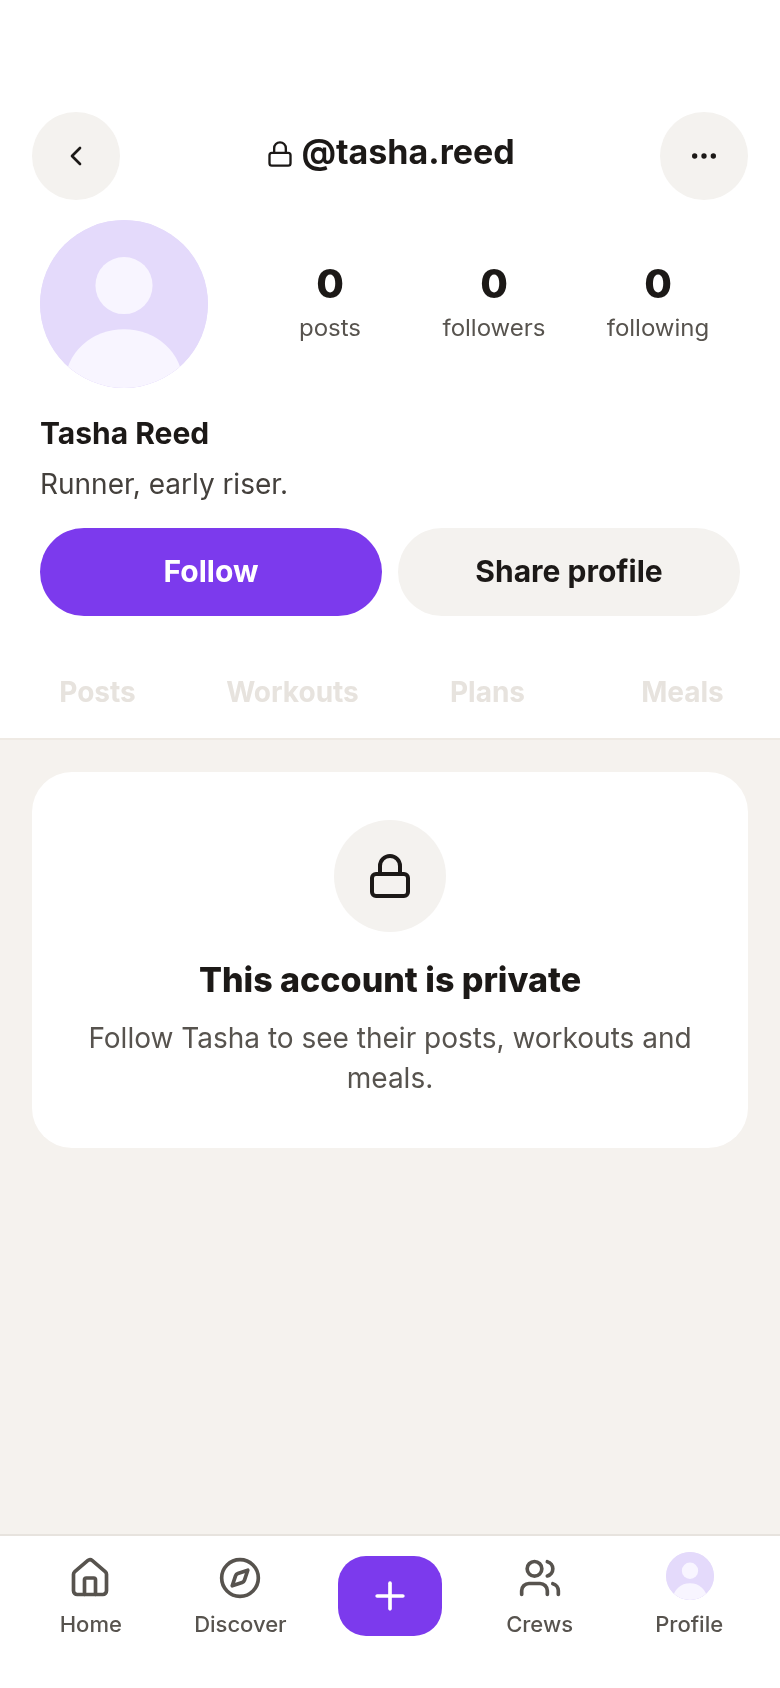 @tasha.reed
0 0 0
posts followers following
Tasha Reed
Runner, early riser.
Follow Share profile
Posts Workouts Plans Meals
This account is private
Follow Tasha to see their posts, workouts and
meals.
Home Discover Crews Profile